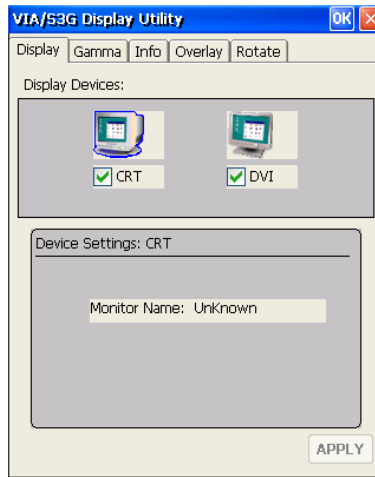 VIA/S3G Display Utility OK
Display Gamma Info Overlay Rotate
Display Devices:
CRT DVI
Device Settings: CRT
Monitor Name: UnKnown
APPLY